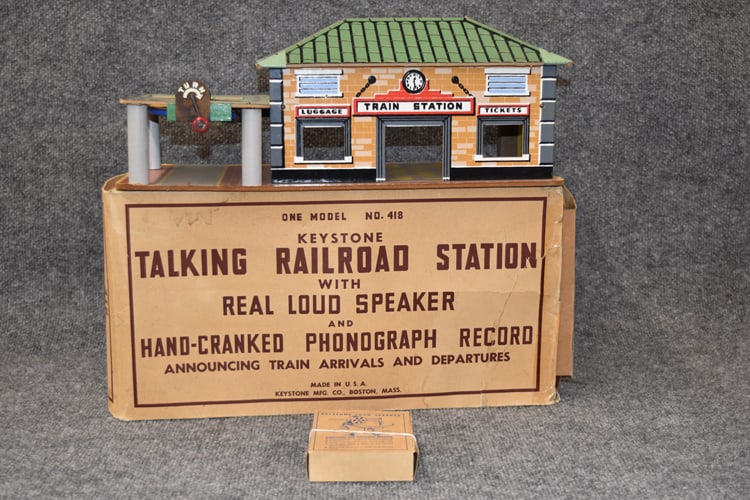 TURN
LUGGAGE
TRAIN STATION
TICKETS
ONE MODEL NO. 418
KEYSTONE
TALKING RAILROAD STATION
WITH
REAL LOUD SPEAKER
AND
HAND-CRANKED PHONOGRAPH RECORD
ANNOUNCING TRAIN ARRIVALS AND DEPARTURES
MADE IN U.S.A.
KEYSTONE MFG. CO., BOSTON, MASS.